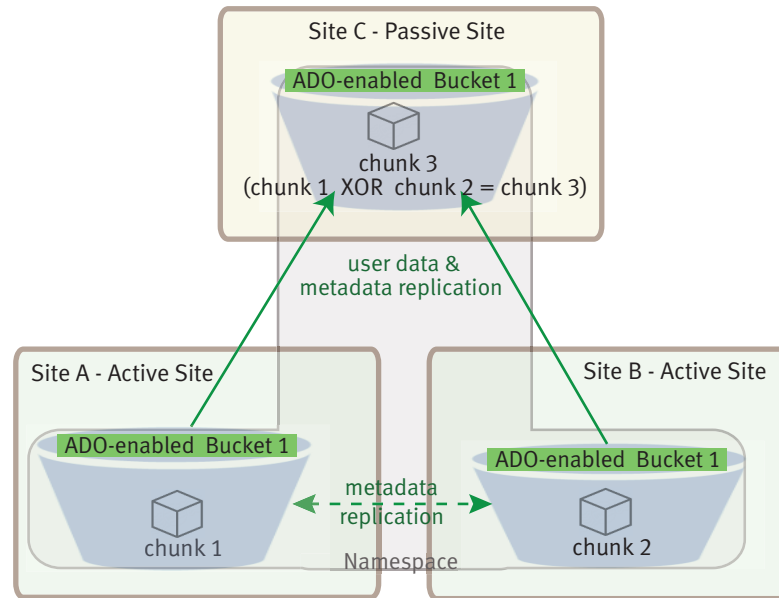 Site C - Passive Site
ADO-enabled Bucket 1
chunk 3
(chunk 1 XOR chunk 2 = chunk 3)
user data &
metadata replication
Site A - Active Site
Site B - Active Site
ADO-enabled Bucket 1
ADO-enabled Bucket 1
metadata
replication
chunk 1
chunk 2
Namespace